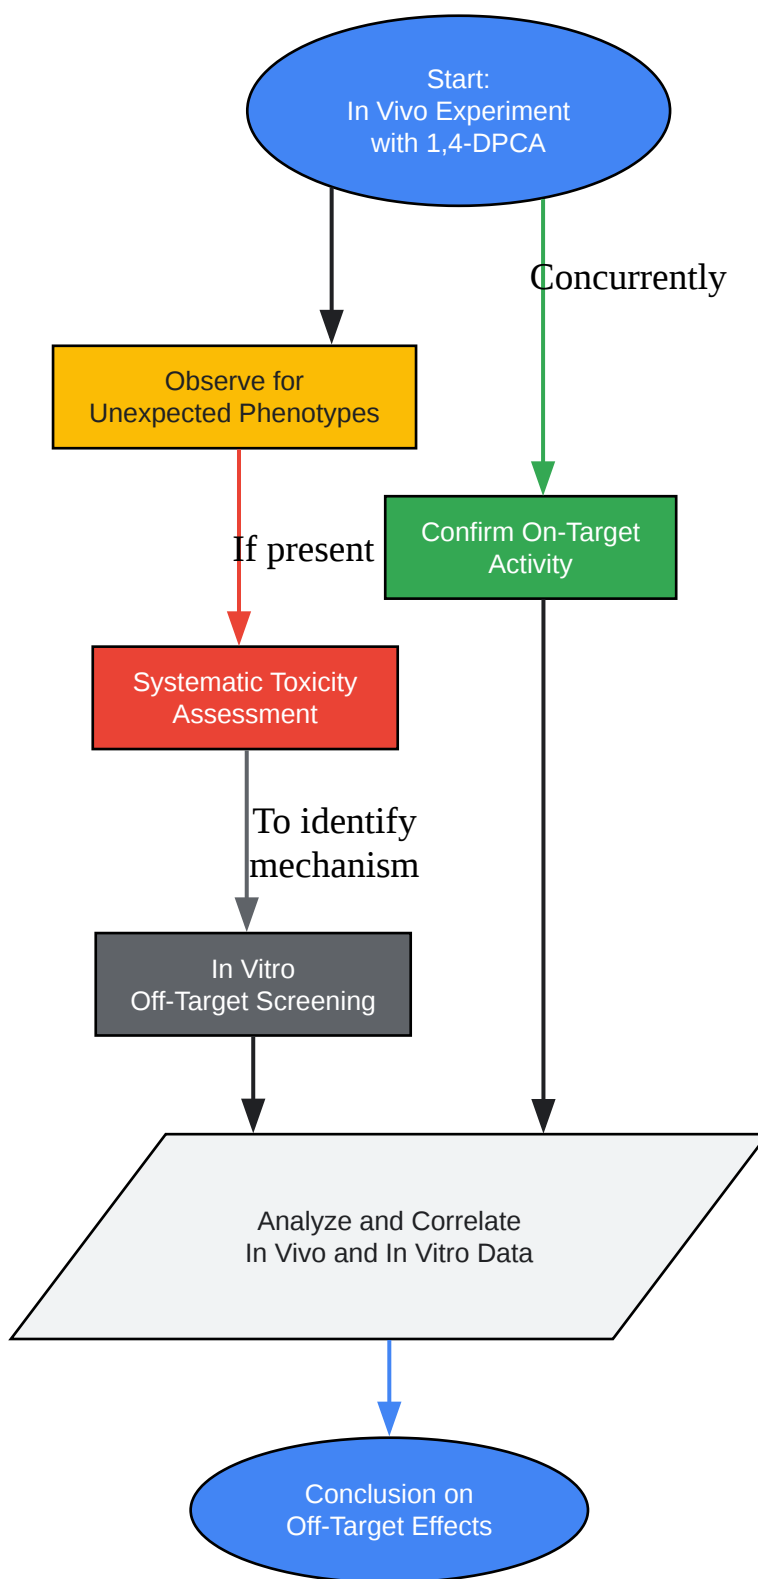 Start:
In Vivo Experiment
with 1,4-DPCA
Concurrently
Observe for
Unexpected Phenotypes
If present
Confirm On-Target
Activity
Systematic Toxicity
Assessment
To identify
mechanism
In Vitro
Off-Target Screening
Analyze and Correlate
In Vivo and In Vitro Data
Conclusion on
Off-Target Effects